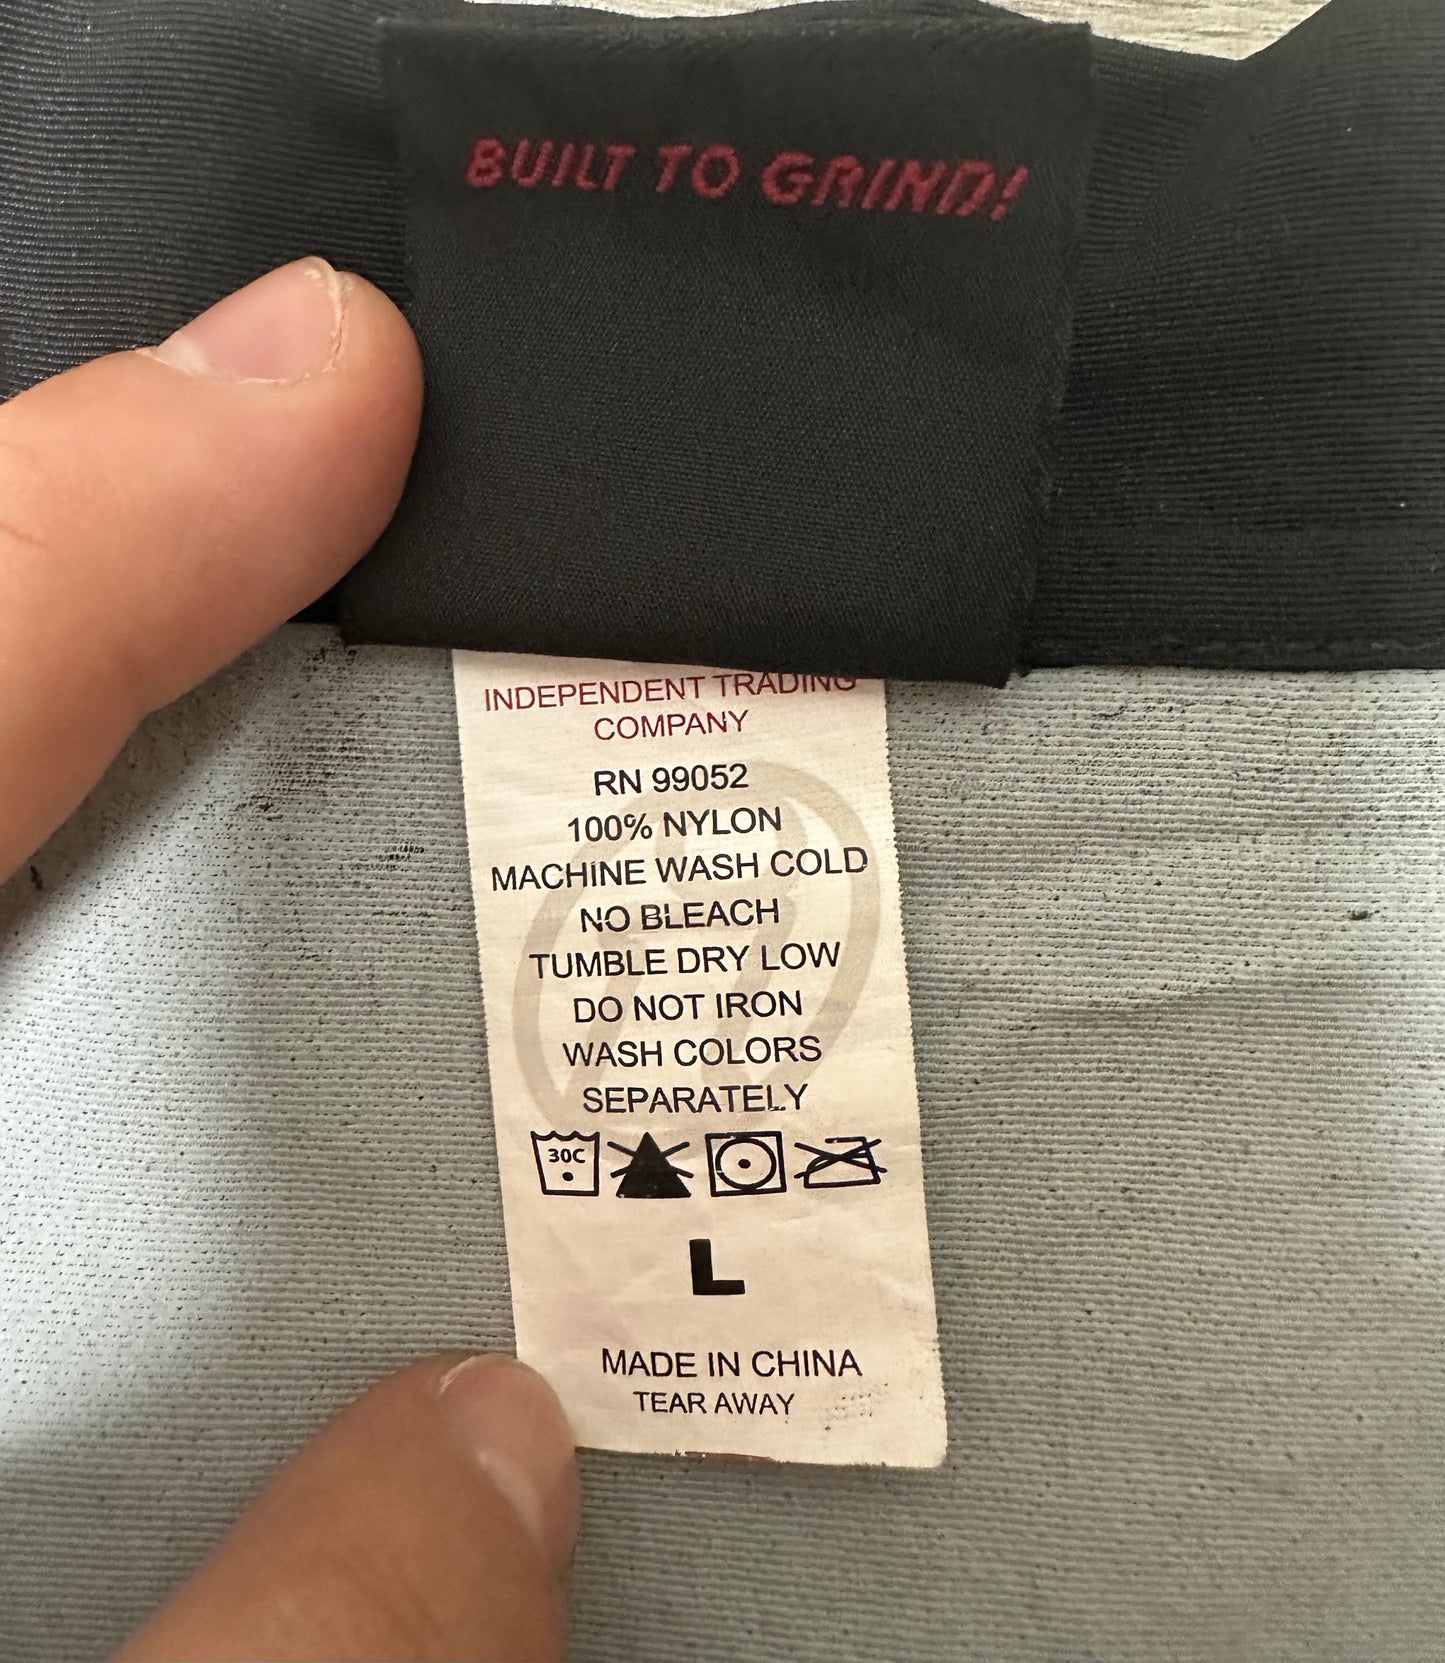 BUILT TO GRIND!
INDEPENDENT TRADING
COMPANY
RN 99052
100% NYLON
MACHINE WASH COLD
NO BLEACH
TUMBLE DRY LOW
DO NOT IRON
WASH COLORS
SEPARATELY
30C
L
MADE IN CHINA
TEAR AWAY